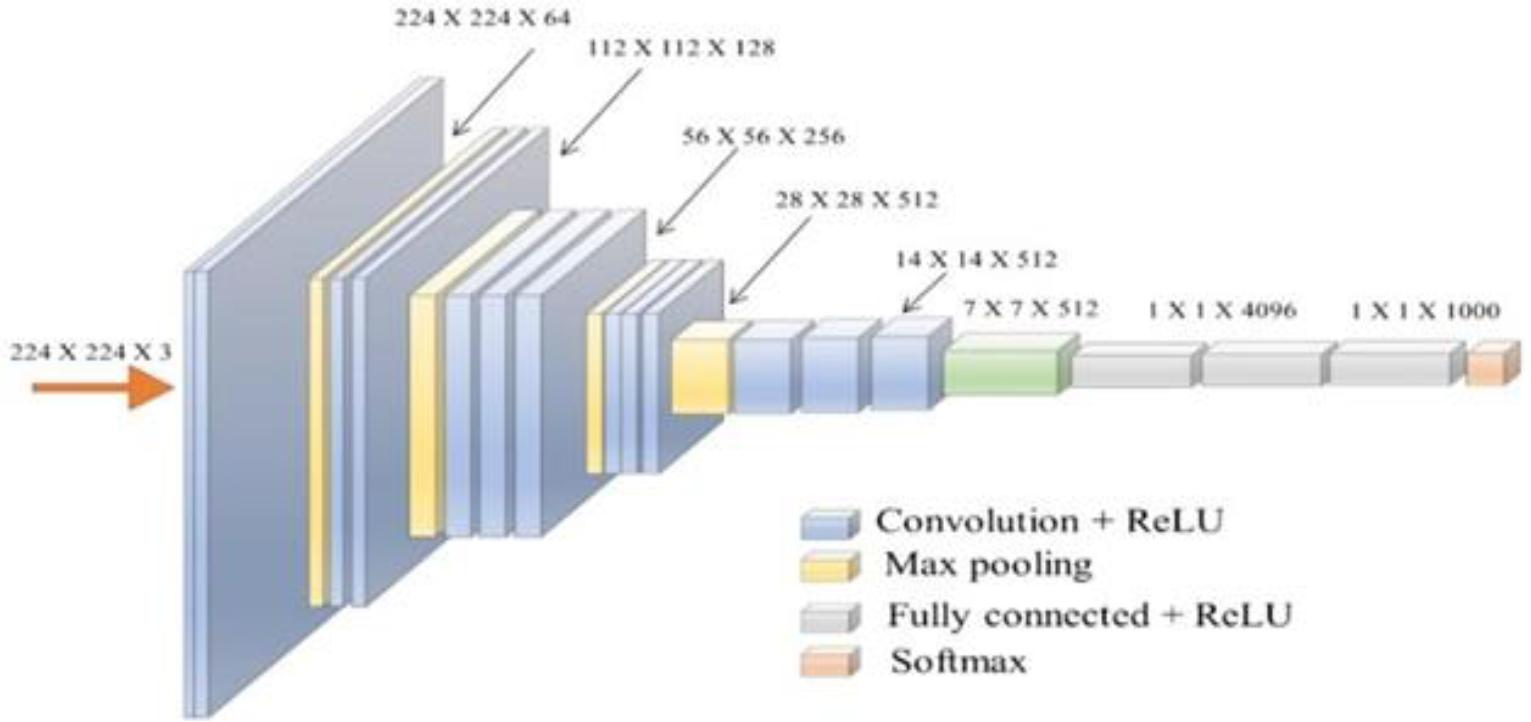 224 X 224 X 64
112 X 112 X 128
56 X 56 X 256
28 X 28 X 512
14 X 14 X 512
7 X 7 X 512
1 X 1 X 4096
1 X 1 X 1000
224 X 224 X 3
Convolution + ReLU
Max pooling
Fully connected + ReLU
Softmax